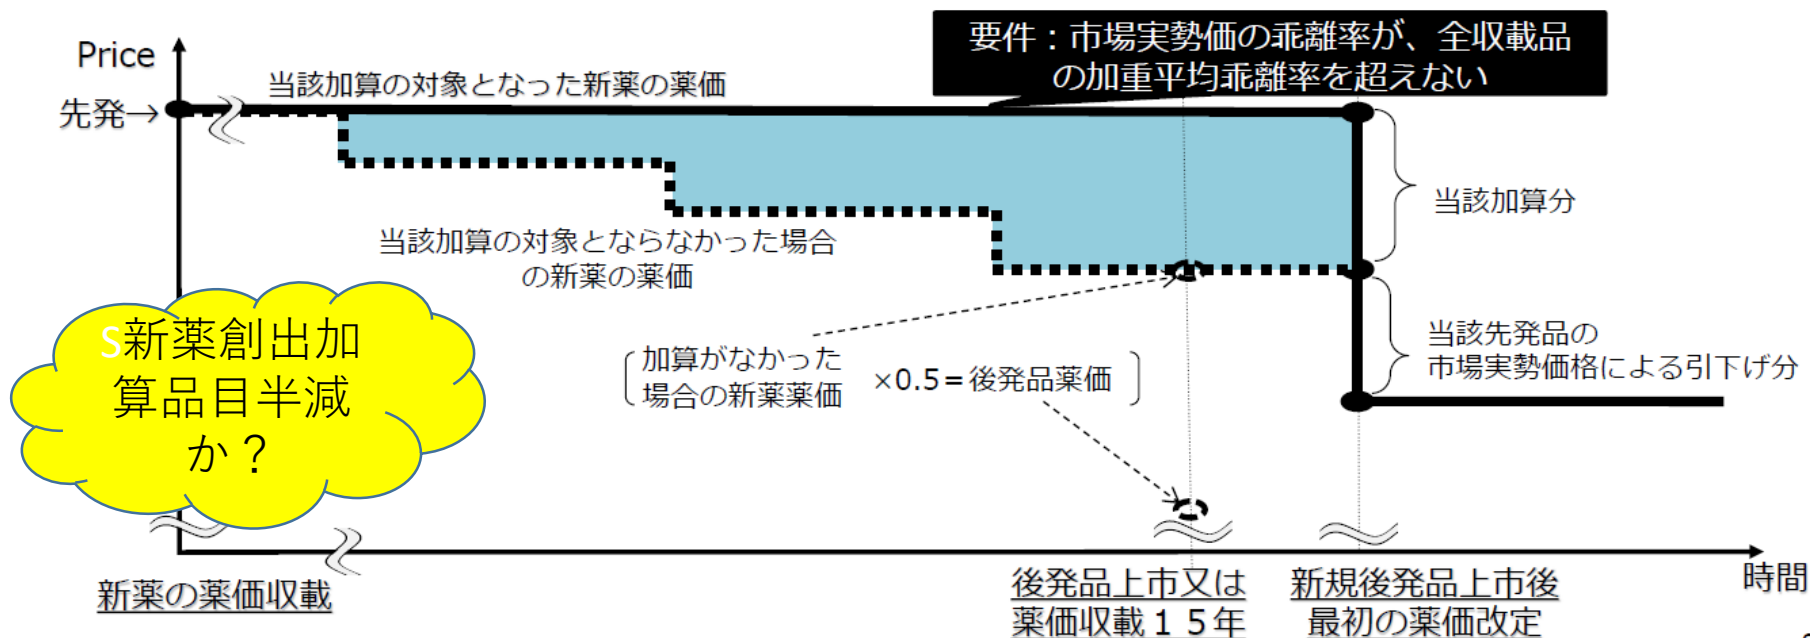 要件：市場実勢価の乖離率が、全収載品
の加重平均乖離率を超えない
Price
当該加算の対象となった新薬の薬価
先発→
当該加算分
当該加算の対象とならなかった場合
の新薬の薬価
S新薬創出加
算品目半減
か？
加算がなかった
場合の新薬薬価
×0.5＝後発品薬価
当該先発品の
市場実勢価格による引下げ分
新薬の薬価収載
後発品上市又は
薬価収載１５年
新規後発品上市後
最初の薬価改定
時間